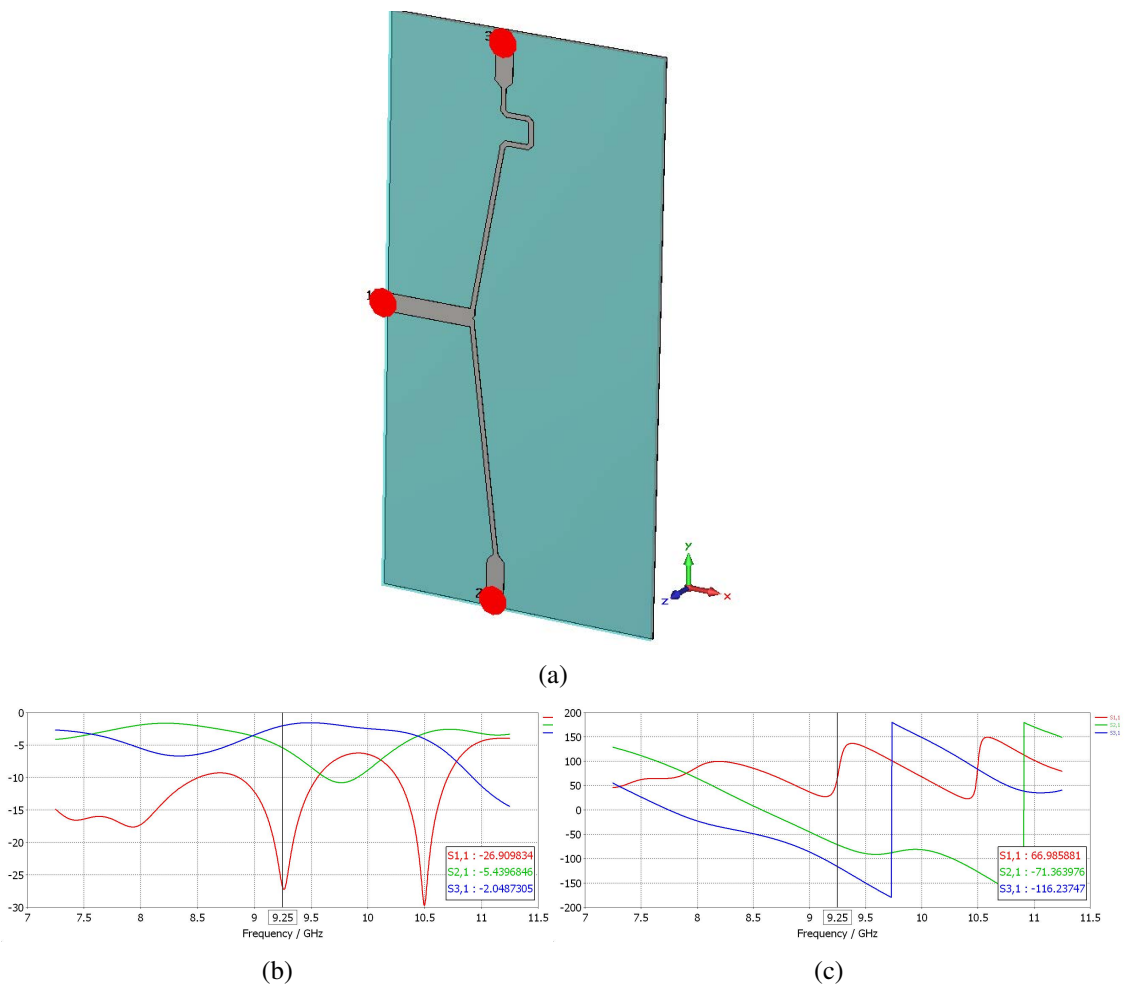 3
1
2
Y
Z
X
(a)
0
-5
-10
-15
-20
-25
-30
7
7.5
8
8.5
9
9.25
9.5
10
10.5
11
11.5
Frequency / GHz
S1,1 : -26.909834
S2,1 : -5.4396846
S3,1 : -2.0487305
(b)
200
150
100
50
0
-50
-100
-150
-200
7
7.5
8
8.5
9
9.25
9.5
10
10.5
11
11.5
Frequency / GHz
S1,1
S2,1
S3,1
S1,1 : 66.985881
S2,1 : -71.363976
S3,1 : -116.23747
(c)